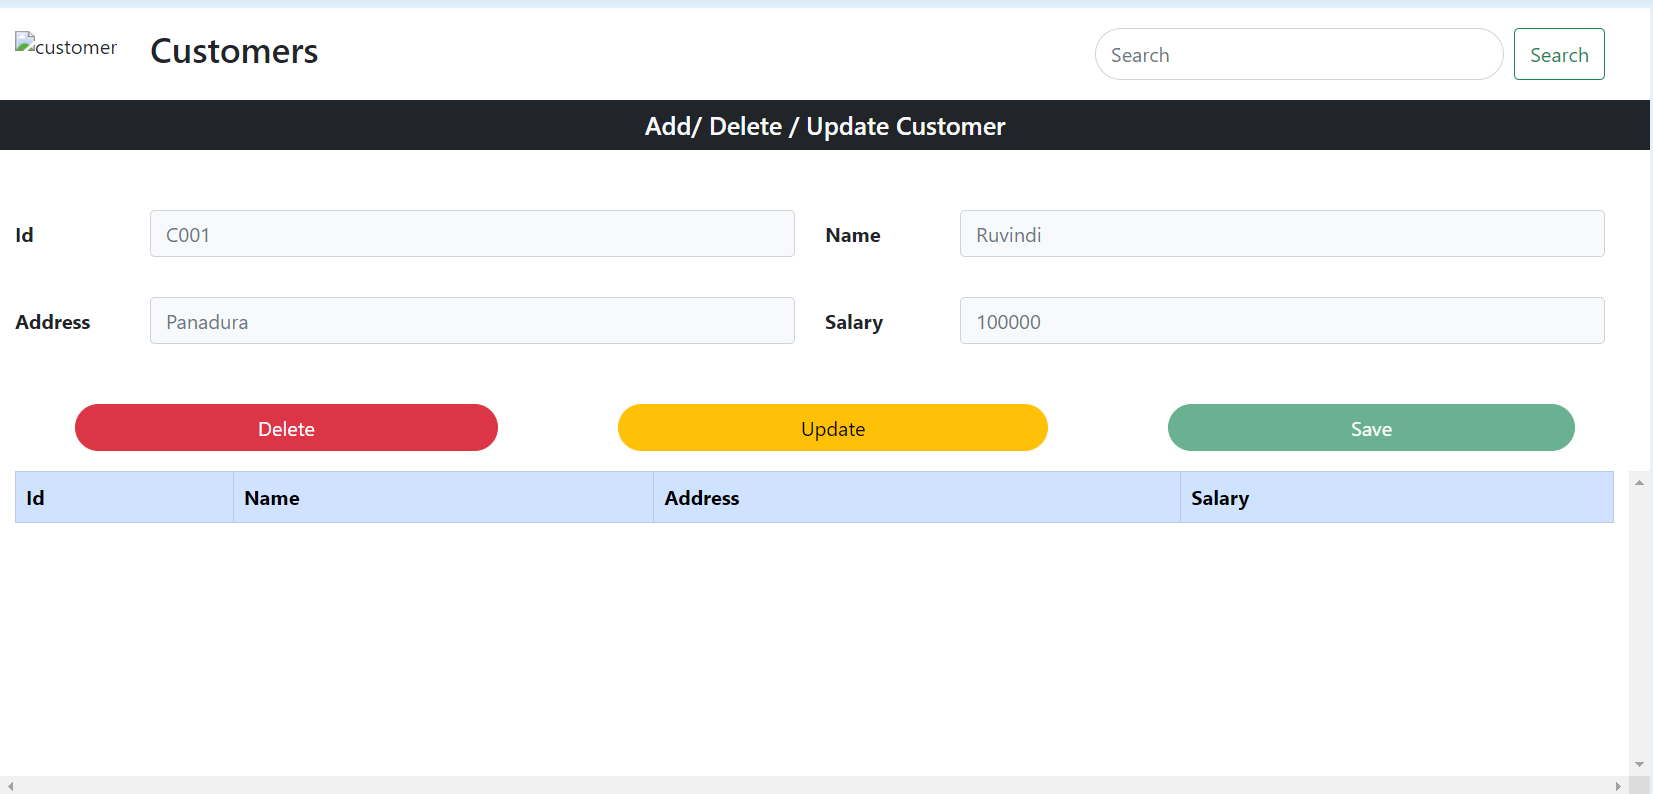 customer Customers Search Search
Add/ Delete / Update Customer
Id C001 Name Ruvindi
Address Panadura Salary 100000
Delete Update Save
Id Name Address Salary